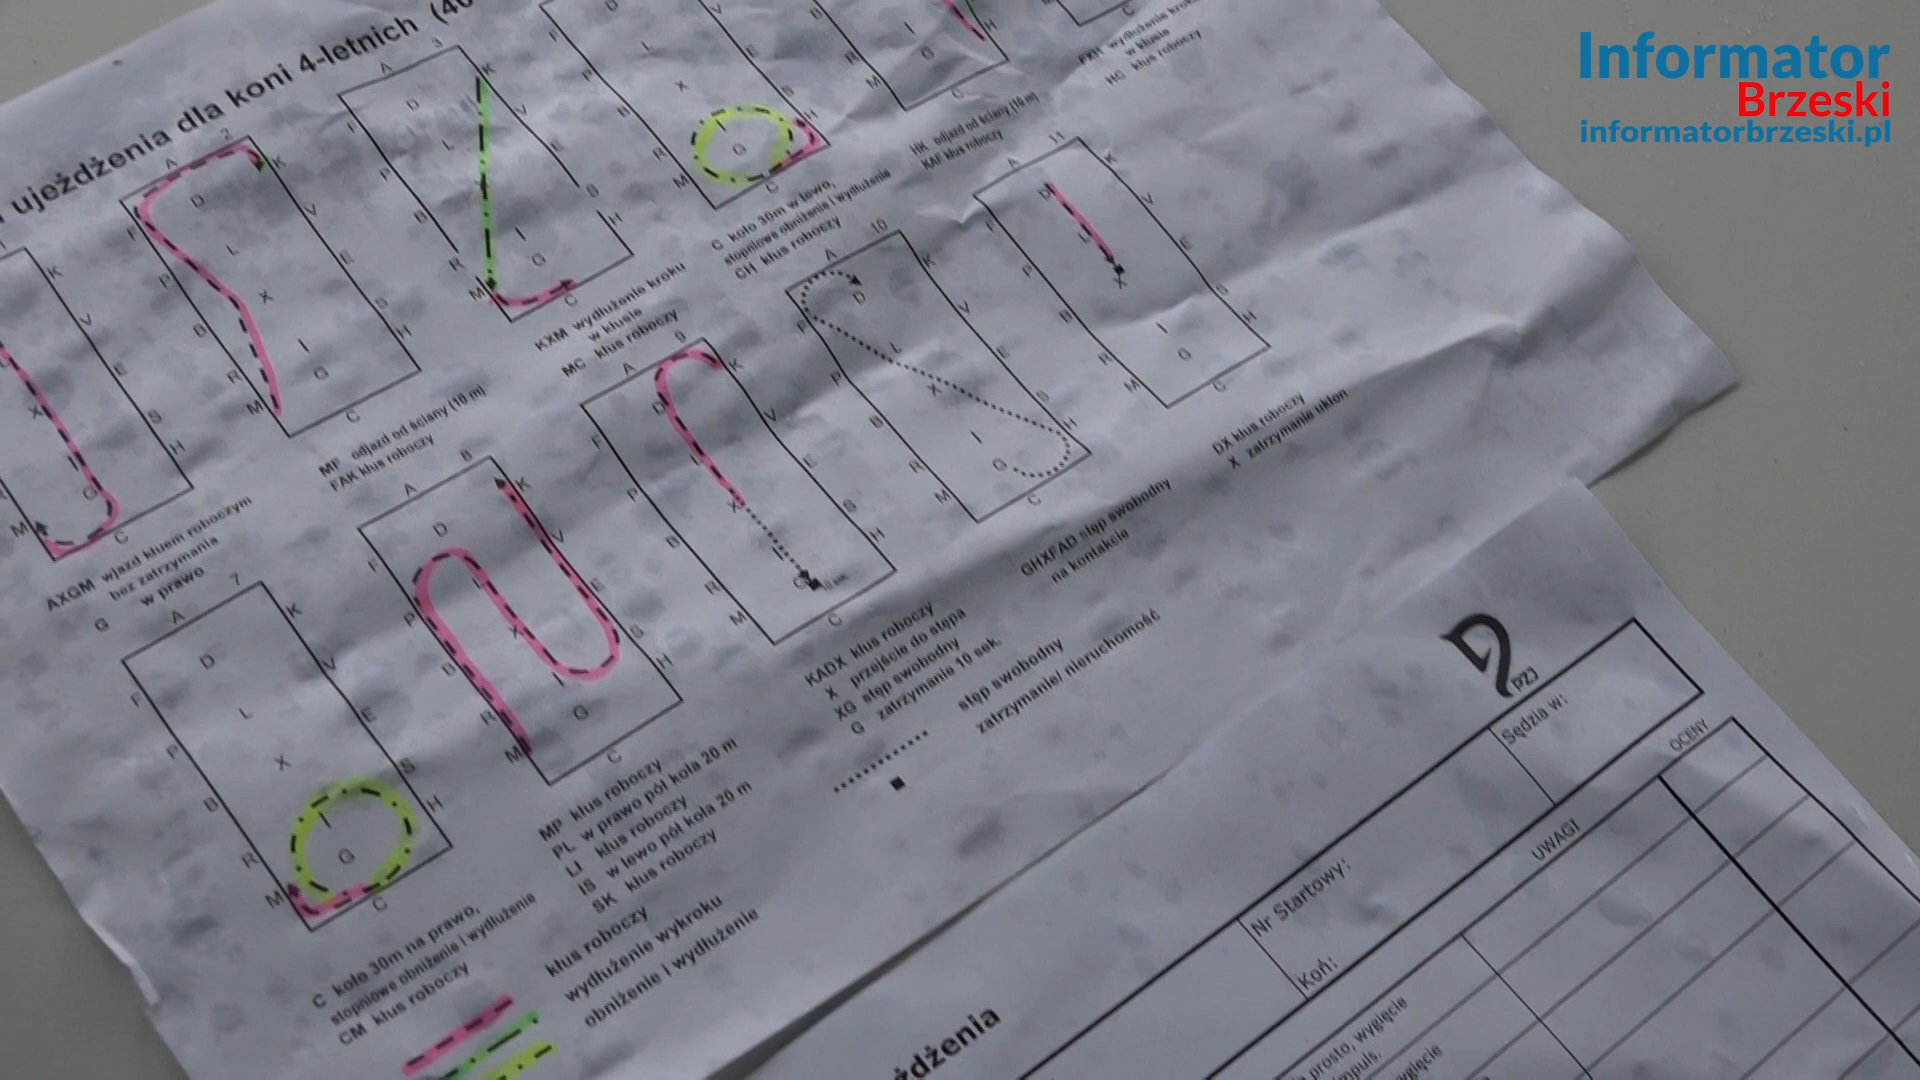 Informator
Brzeski
informatorbrzeski.pl
ujeżdżenia dla koni 4-letnich
AXGM wjazd kłuem roboczym
bez zatrzymania
G w prawo
MF odjazd od ściany (10 m)
FAK kłus roboczy
KXM wydłużenie kroku
w kłusie
MC kłus roboczy
C koło 30m w lewo,
stopniowe obniżenie i wydłużenie
CH kłus roboczy
HK odjazd od ściany (10 m)
KAF kłus roboczy
w kłusie
HC kłus roboczy
C koło 30m na prawo,
stopniowe obniżenie i wydłużenie
CM kłus roboczy
MP kłus roboczy
PL w prawo pół koła 20 m
LI kłus roboczy
IS w lewo pół koła 20 m
SK kłus roboczy
KADX kłus roboczy
X przejście do stępa
XG stęp swobodny
G zatrzymanie 10 sek.
GHXFAD stęp swobodny
na kontakcie
DX kłus roboczy
X zatrzymanie ukłon
kłus roboczy
wydłużenie wykroku
obniżenie i wydłużenie
stęp swobodny
zatrzymanie/ nieruchomość
PZJ
Sędzia w:
Nr Startowy:
Koń:
OCENY
UWAGI
prosto, wygięcie